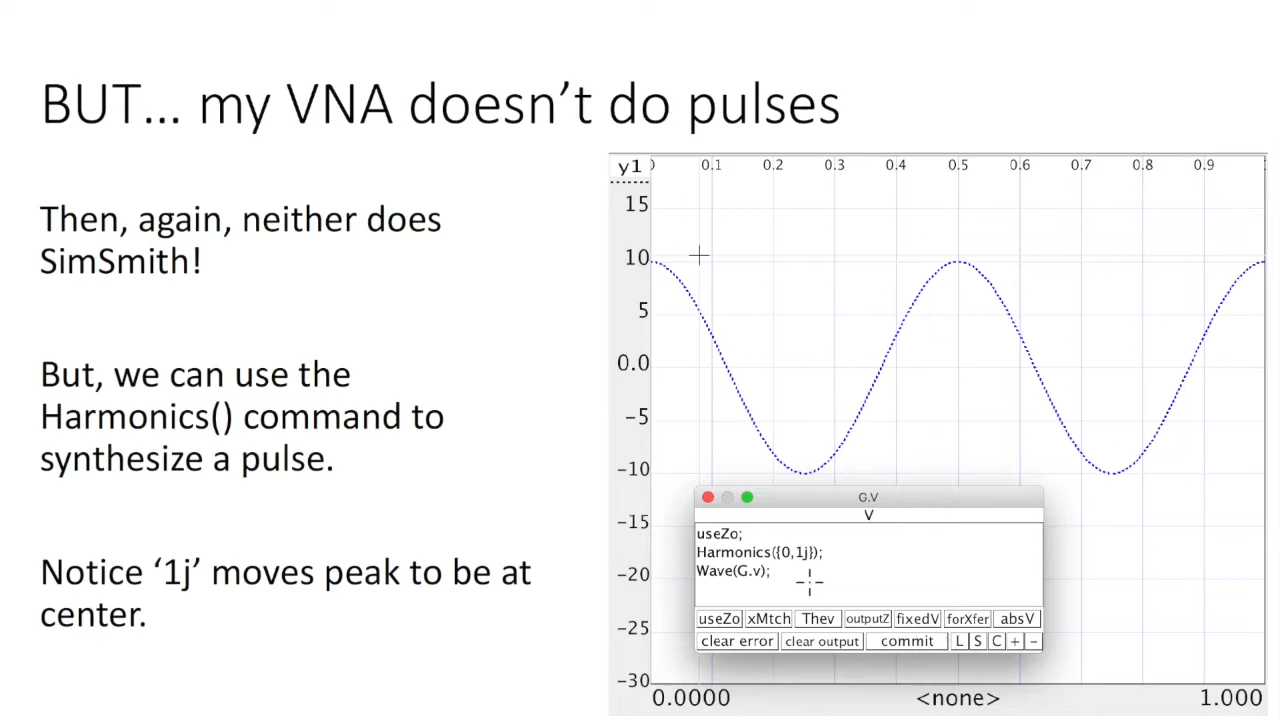 BUT... my VNA doesn't do pulses
Then, again, neither does
SimSmith!
But, we can use the
Harmonics() command to
synthesize a pulse.
Notice ‘1j’ moves peak to be at
center.
y1
0.1 0.2 0.3 0.4 0.5 0.6 0.7 0.8 0.9
15
10
5
0.0
-5
-10
-15
-20
-25
-30
0.0000 <none> 1.000
G.V
V
useZo;
Harmonics({0,1j});
Wave(G.v);
useZo xMtch Thev outputZ fixedV forXfer absV
clear error clear output commit L S C + -